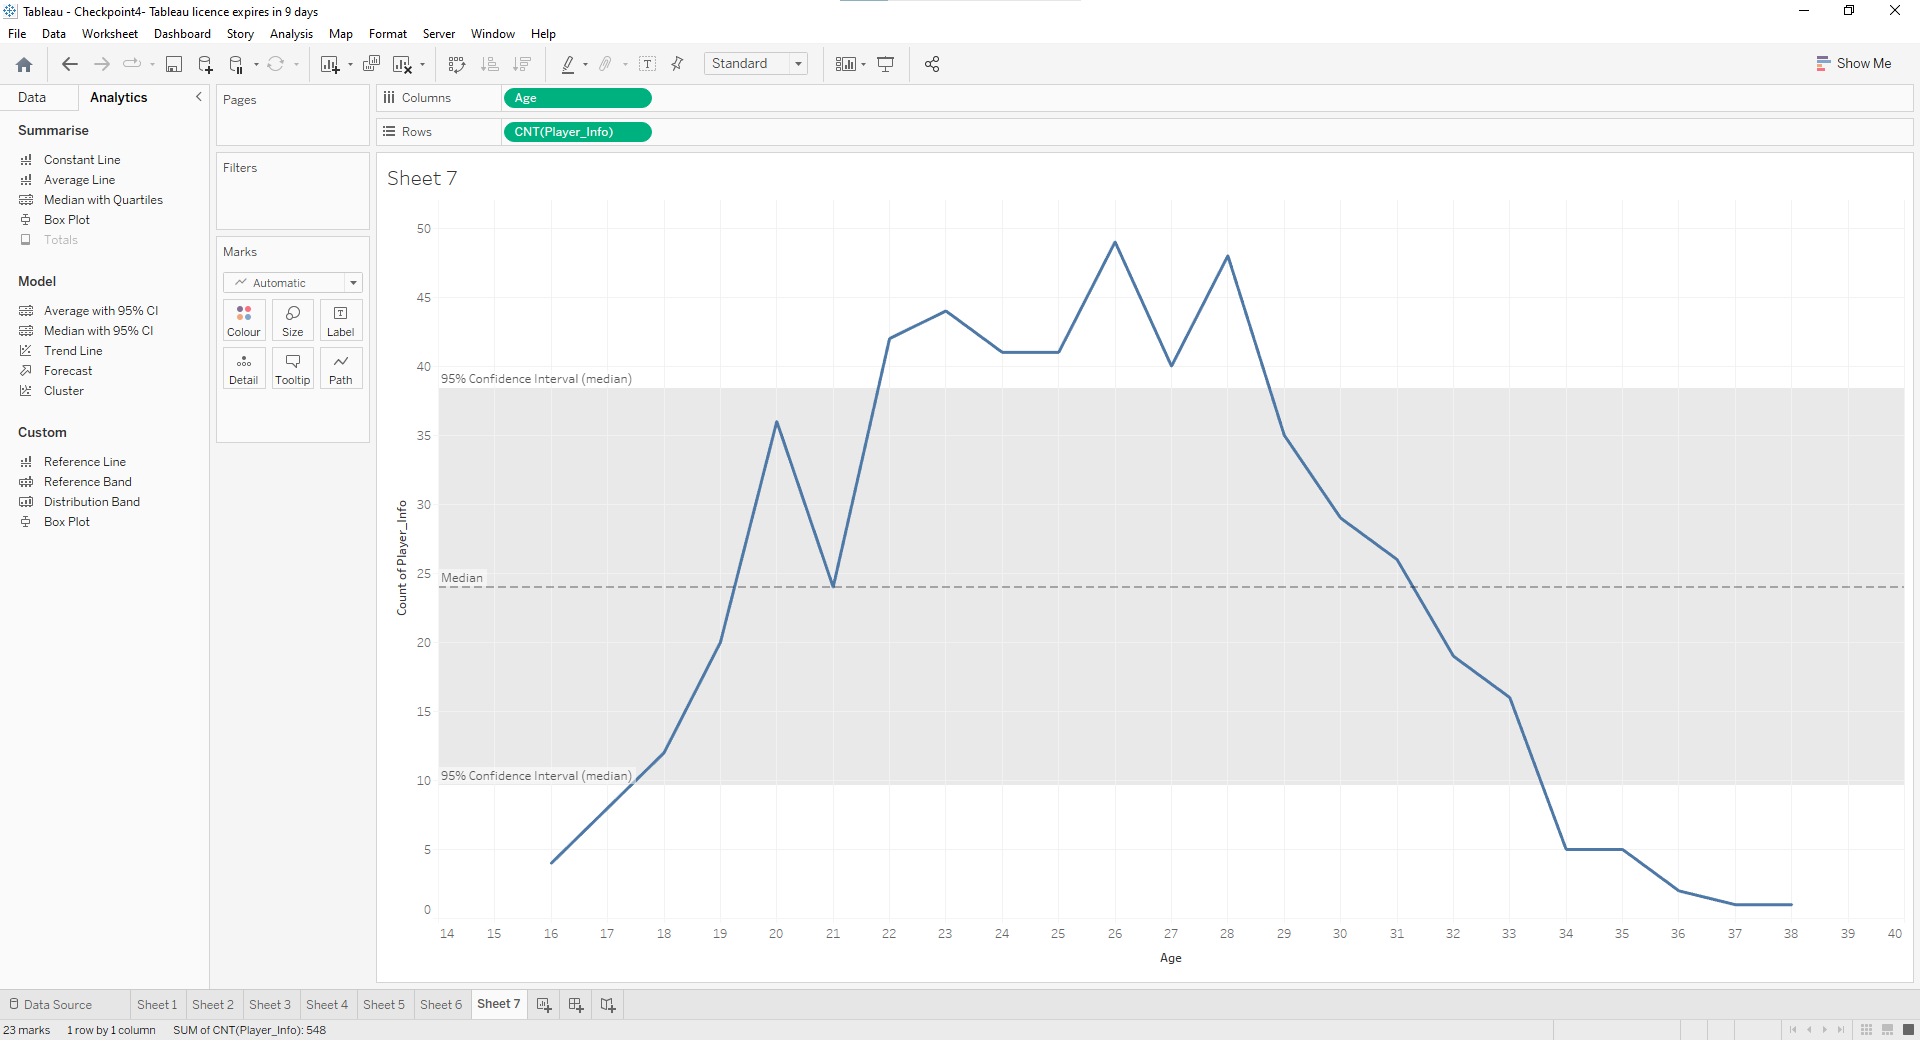 Tableau - Checkpoint4- Tableau licence expires in 9 days
File Data Worksheet Dashboard Story Analysis Map Format Server Window Help
Standard
Show Me
Data Analytics
Summarise
Constant Line
Average Line
Median with Quartiles
Box Plot
Totals
Model
Average with 95% CI
Median with 95% CI
Trend Line
Forecast
Cluster
Custom
Reference Line
Reference Band
Distribution Band
Box Plot
Pages
Filters
Marks
Automatic
Colour Size Label
Detail Tooltip Path
Columns Age
Rows CNT(Player_Info)
Sheet 7
50
45
40
95% Confidence Interval (median)
35
30
25
Median
20
15
10
95% Confidence Interval (median)
5
0
Count of Player_Info
14 15 16 17 18 19 20 21 22 23 24 25 26 27 28 29 30 31 32 33 34 35 36 37 38 39 40
Age
Data Source Sheet 1 Sheet 2 Sheet 3 Sheet 4 Sheet 5 Sheet 6 Sheet 7
23 marks 1 row by 1 column SUM of CNT(Player_Info): 548